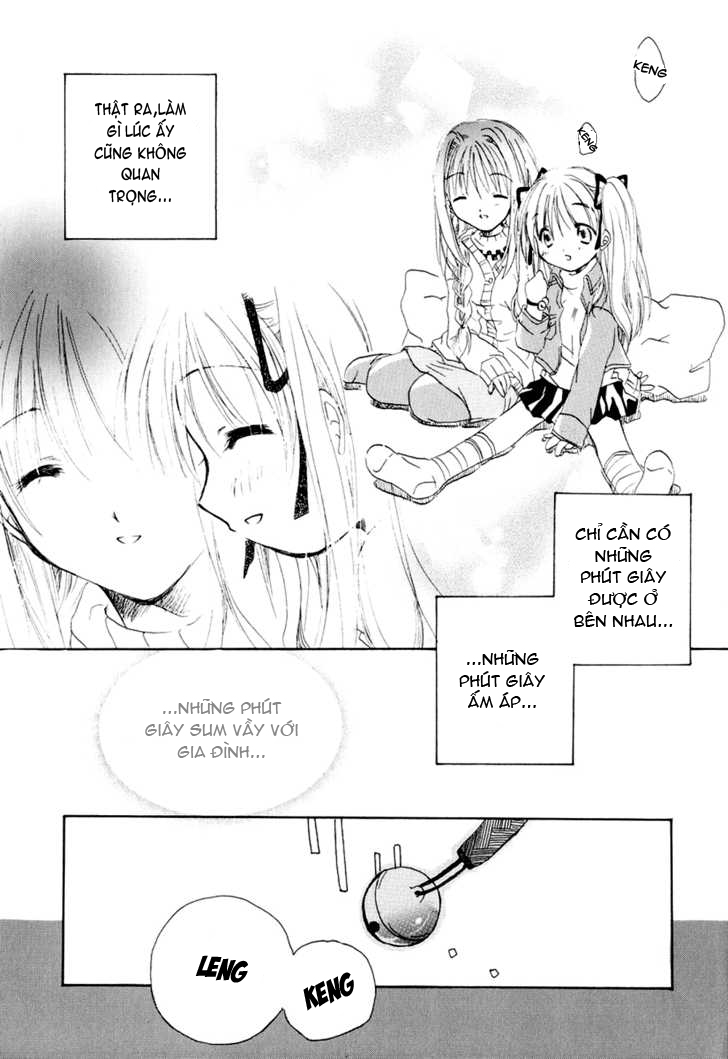 KENG
KENG
THẬT RA,LÀM
GÌ LÚC ẤY
CŨNG KHÔNG
QUAN
TRỌNG...
CHỈ CẦN CÓ
NHỮNG
PHÚT GIÂY
ĐƯỢC Ở
BÊN NHAU...
...NHỮNG
PHÚT GIÂY
ẤM ÁP...
...NHỮNG PHÚT
GIÂY SUM VẦY VỚI
GIA ĐÌNH...
LENG
KENG